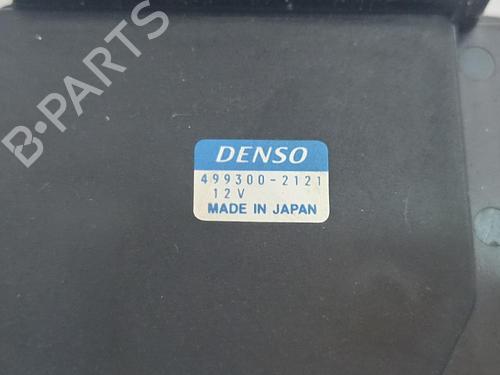 B-PARTS
DENSO
499300-2121
12V
MADE IN JAPAN